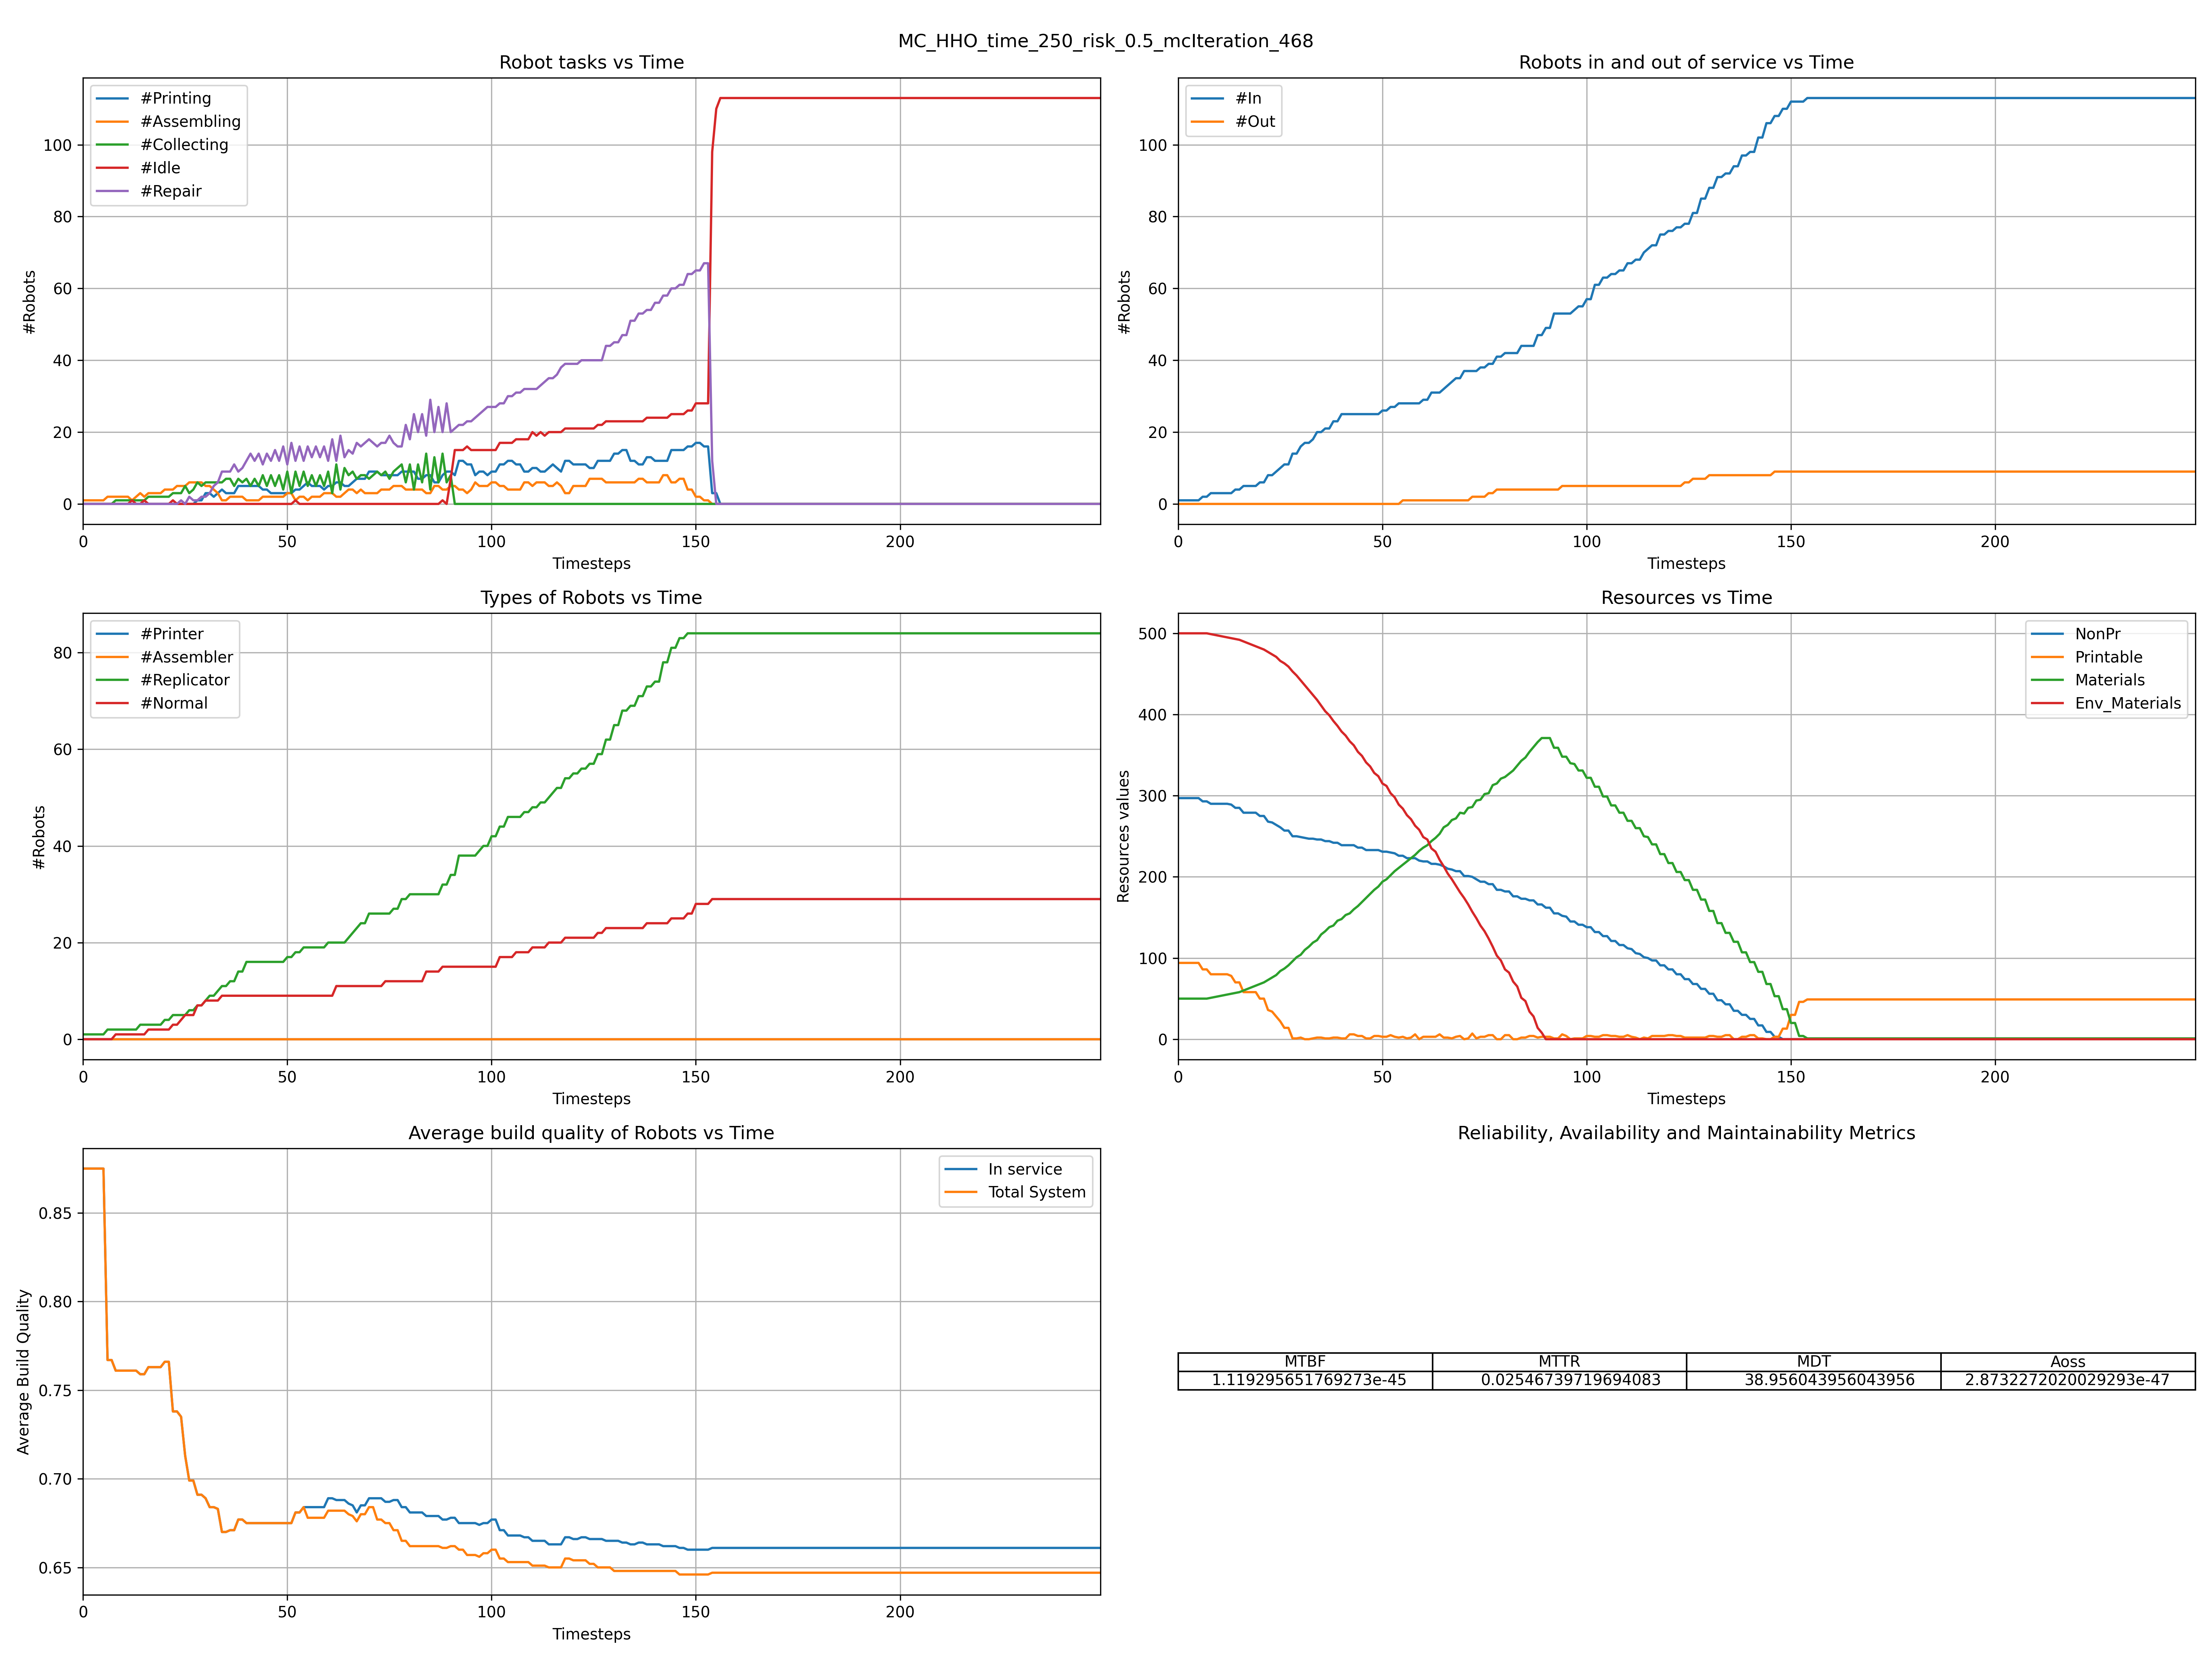 MC_HHO_time_250_risk_0.5_mcIteration_468
Robot tasks vs Time
#Printing
#Assembling
#Collecting
#Idle
#Repair
#Robots
0
20
40
60
80
100
0 50 100 150 200
Timesteps
Robots in and out of service vs Time
#In
#Out
#Robots
0
20
40
60
80
100
0 50 100 150 200
Timesteps
Types of Robots vs Time
#Printer
#Assembler
#Replicator
#Normal
#Robots
0
20
40
60
80
0 50 100 150 200
Timesteps
Resources vs Time
NonPr
Printable
Materials
Env_Materials
Resources values
0
100
200
300
400
500
0 50 100 150 200
Timesteps
Average build quality of Robots vs Time
In service
Total System
Average Build Quality
0.65
0.70
0.75
0.80
0.85
0 50 100 150 200
Timesteps
Reliability, Availability and Maintainability Metrics
MTBF MTTR MDT Aoss
1.119295651769273e-45 0.02546739719694083 38.956043956043956 2.8732272020029293e-47